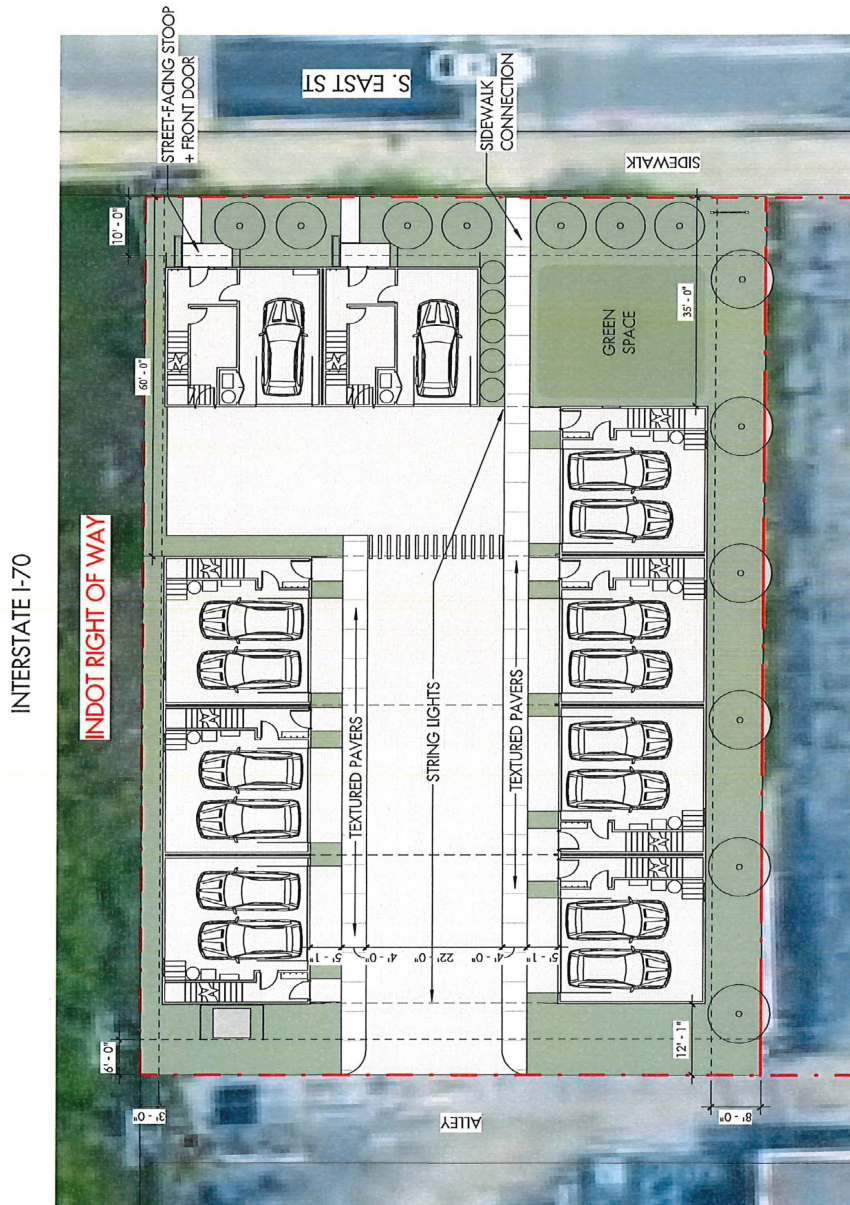 INTERSTATE I-70
INDOT RIGHT OF WAY
S. EAST ST
STREET-FACING STOOP
+ FRONT DOOR
SIDEWALK
CONNECTION
SIDEWALK
10' - 0"
60' - 0"
35' - 0"
GREEN
SPACE
TEXTURED PAVERS
STRING LIGHTS
TEXTURED PAVERS
5' - 1"
4' - 0"
22' - 0"
4' - 0"
5' - 1"
6' - 0"
3' - 0"
12' - 1"
8' - 0"
ALLEY